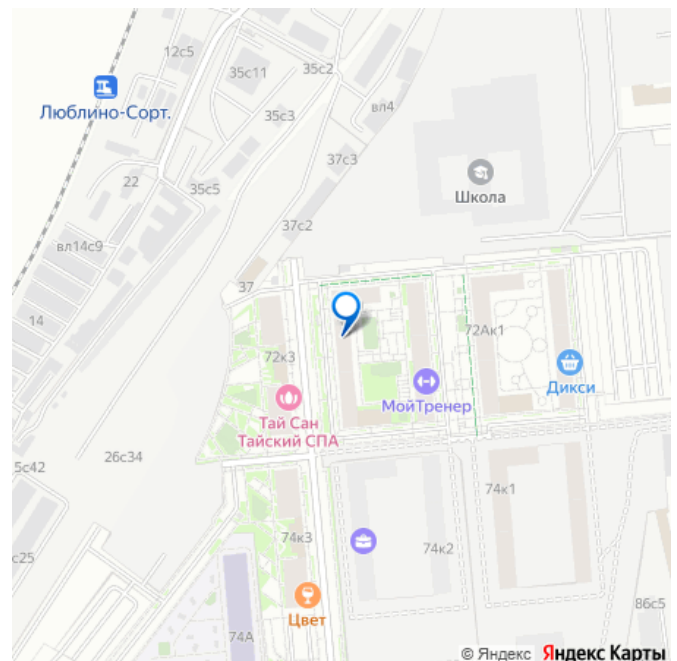 12с5
35с11
35с2
Люблино-Сорт.
35с3
вл4
22
35с5
37с3
Школа
37с2
вл14с9
37
14
72к3
72Ак1
Дикси
МойТренер
Тай Сан
Тайский СПА
26с34
5с42
74к1
74к3
74к2
с25
86с5
Цвет
74А
© Яндекс Яндекс Карты